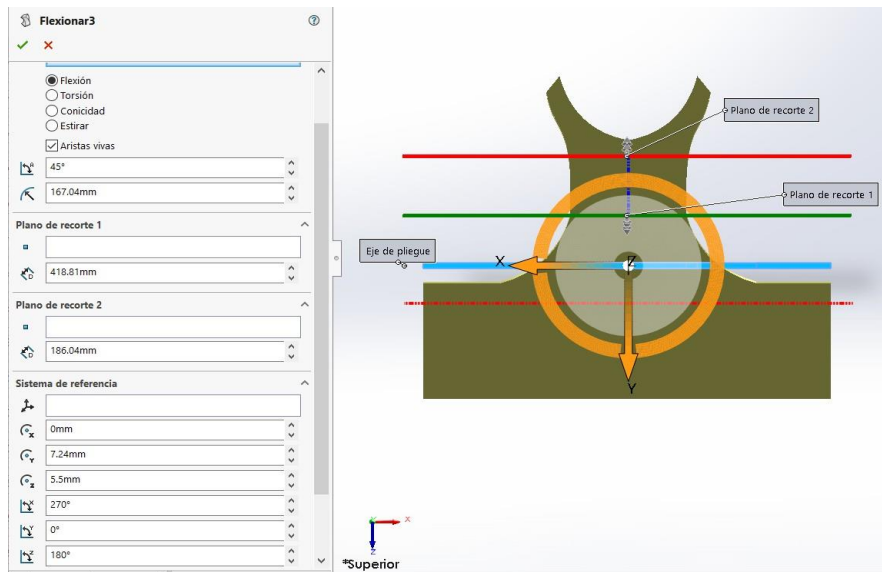 Flexionar3
Flexión
Torsión
Conicidad
Estirar
Aristas vivas
45°
167.04mm
Plano de recorte 1
418.81mm
Plano de recorte 2
186.04mm
Sistema de referencia
0mm
7.24mm
5.5mm
270°
0°
180°
Plano de recorte 2
Plano de recorte 1
Eje de pliegue
X
Z
Y
x
z
*Superior